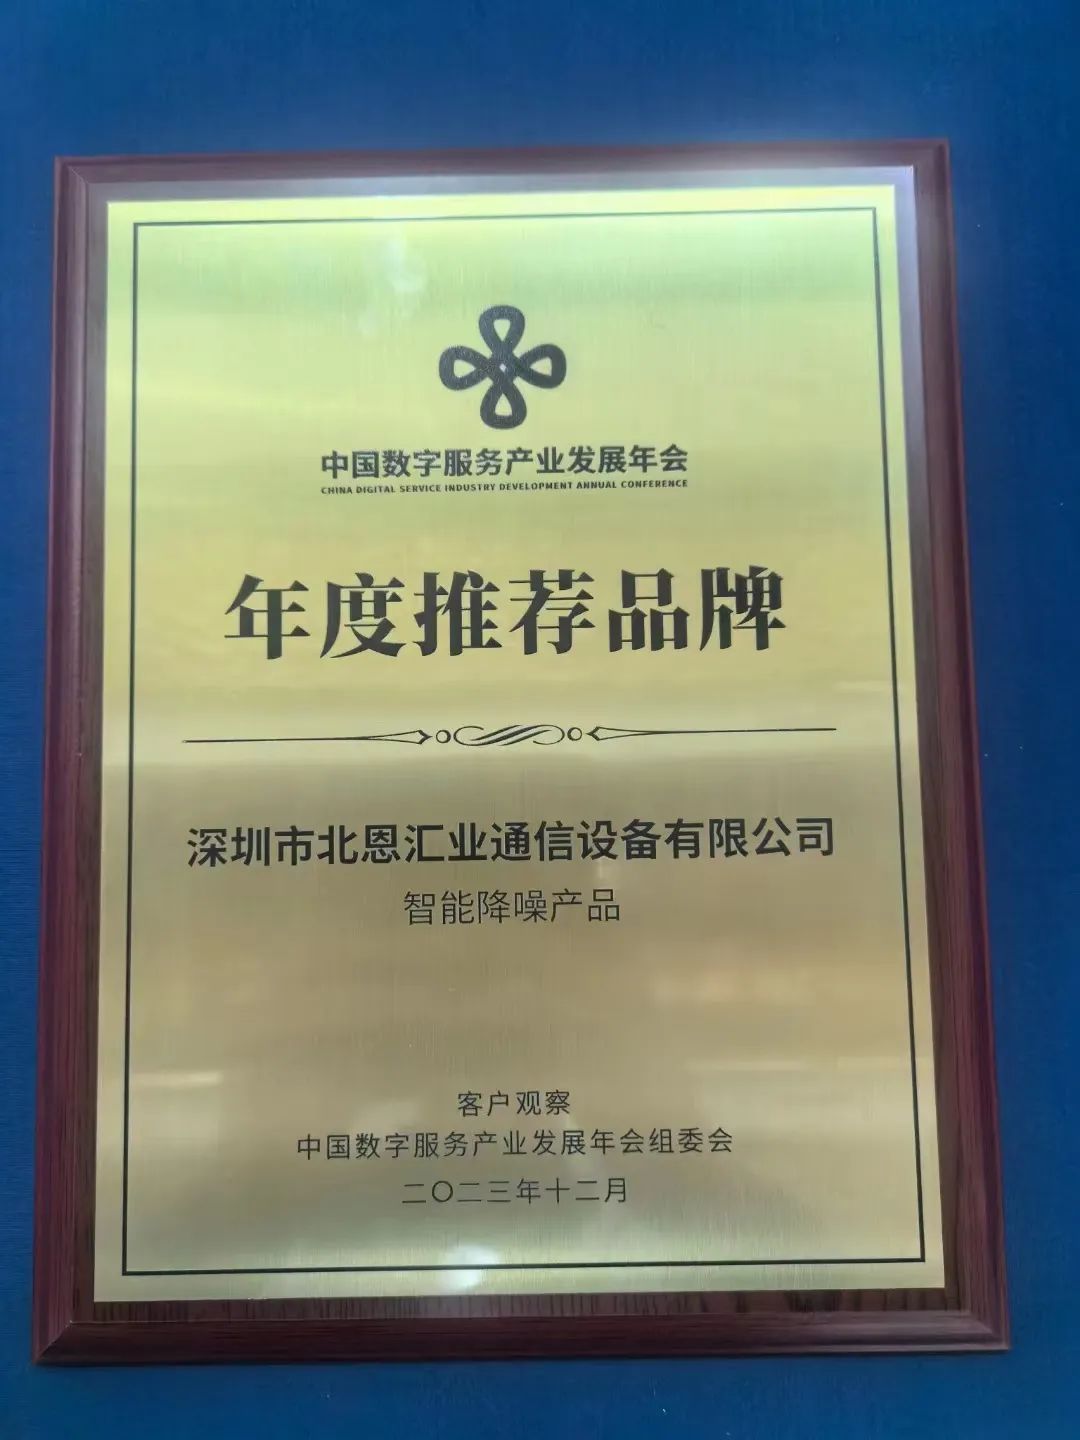 中国数字服务产业发展年会
CHINA DIGITAL SERVICE INDUSTRY DEVELOPMENT ANNUAL CONFERENCE
年度推荐品牌
深圳市北恩汇业通信设备有限公司
智能降噪产品
客户观察
中国数字服务产业发展年会组委会
二〇二三年十二月